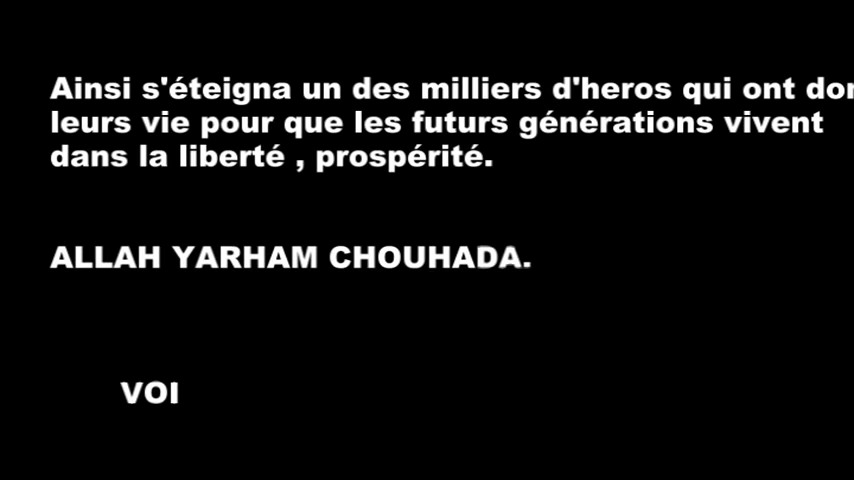 Ainsi s'éteigna un des milliers d'heros qui ont don
leurs vie pour que les futurs générations vivent
dans la liberté , prospérité.
ALLAH YARHAM CHOUHADA.
VOI